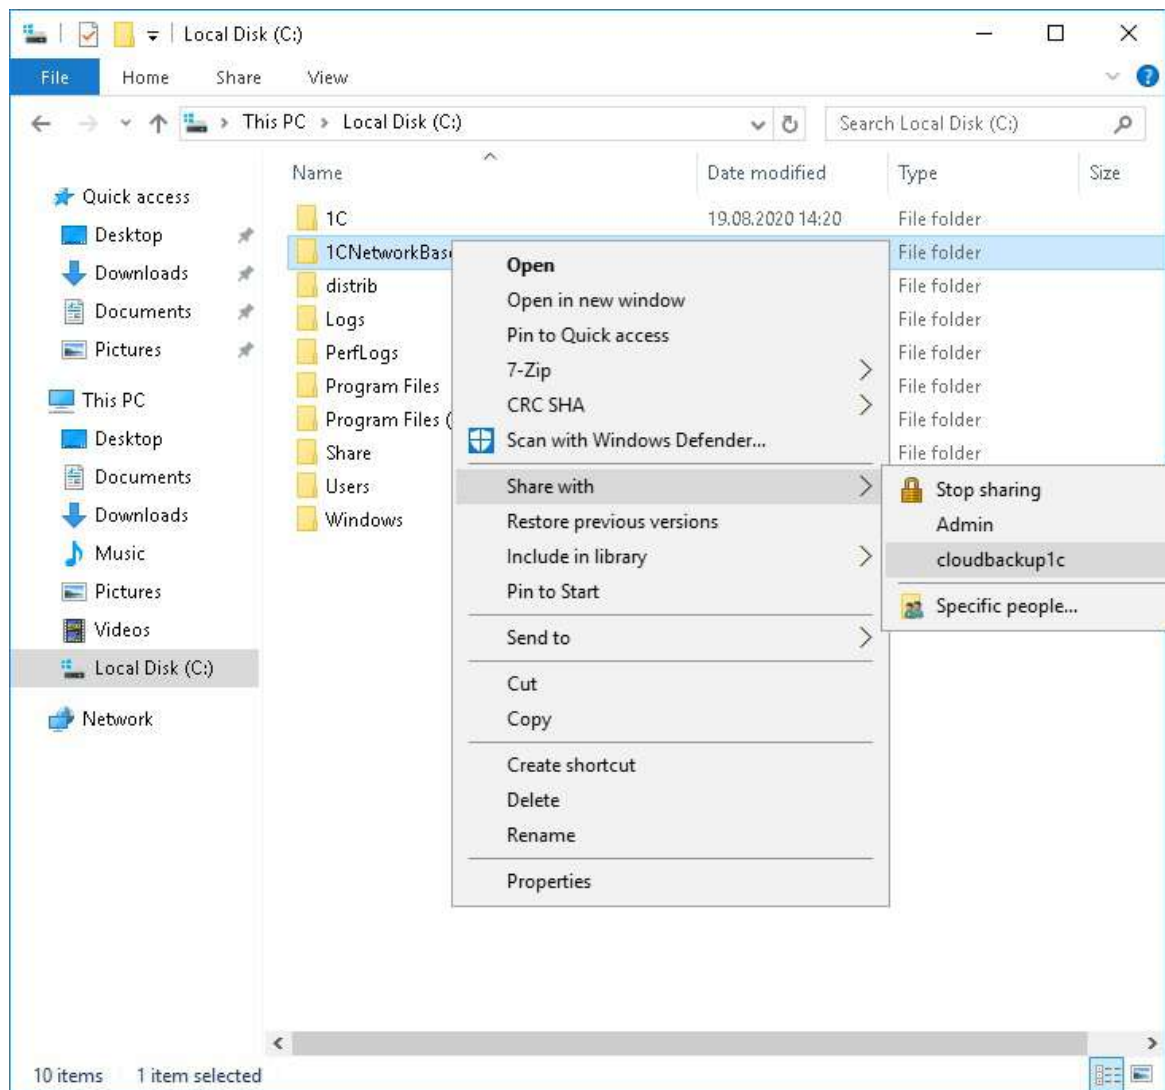 Local Disk (C:)
File Home Share View
This PC > Local Disk (C:)
Search Local Disk (C:)
Name Date modified Type Size
Quick access
Desktop
Downloads
Documents
Pictures
This PC
Desktop
Documents
Downloads
Music
Pictures
Videos
Local Disk (C:)
Network
1C 19.08.2020 14:20 File folder
1CNetworkBas File folder
distrib File folder
Logs File folder
PerfLogs File folder
Program Files File folder
Program Files ( File folder
Share File folder
Users
Windows
Open
Open in new window
Pin to Quick access
7-Zip
CRC SHA
Scan with Windows Defender...
Share with
Restore previous versions
Include in library
Pin to Start
Send to
Cut
Copy
Create shortcut
Delete
Rename
Properties
Stop sharing
Admin
cloudbackup1c
Specific people...
10 items 1 item selected